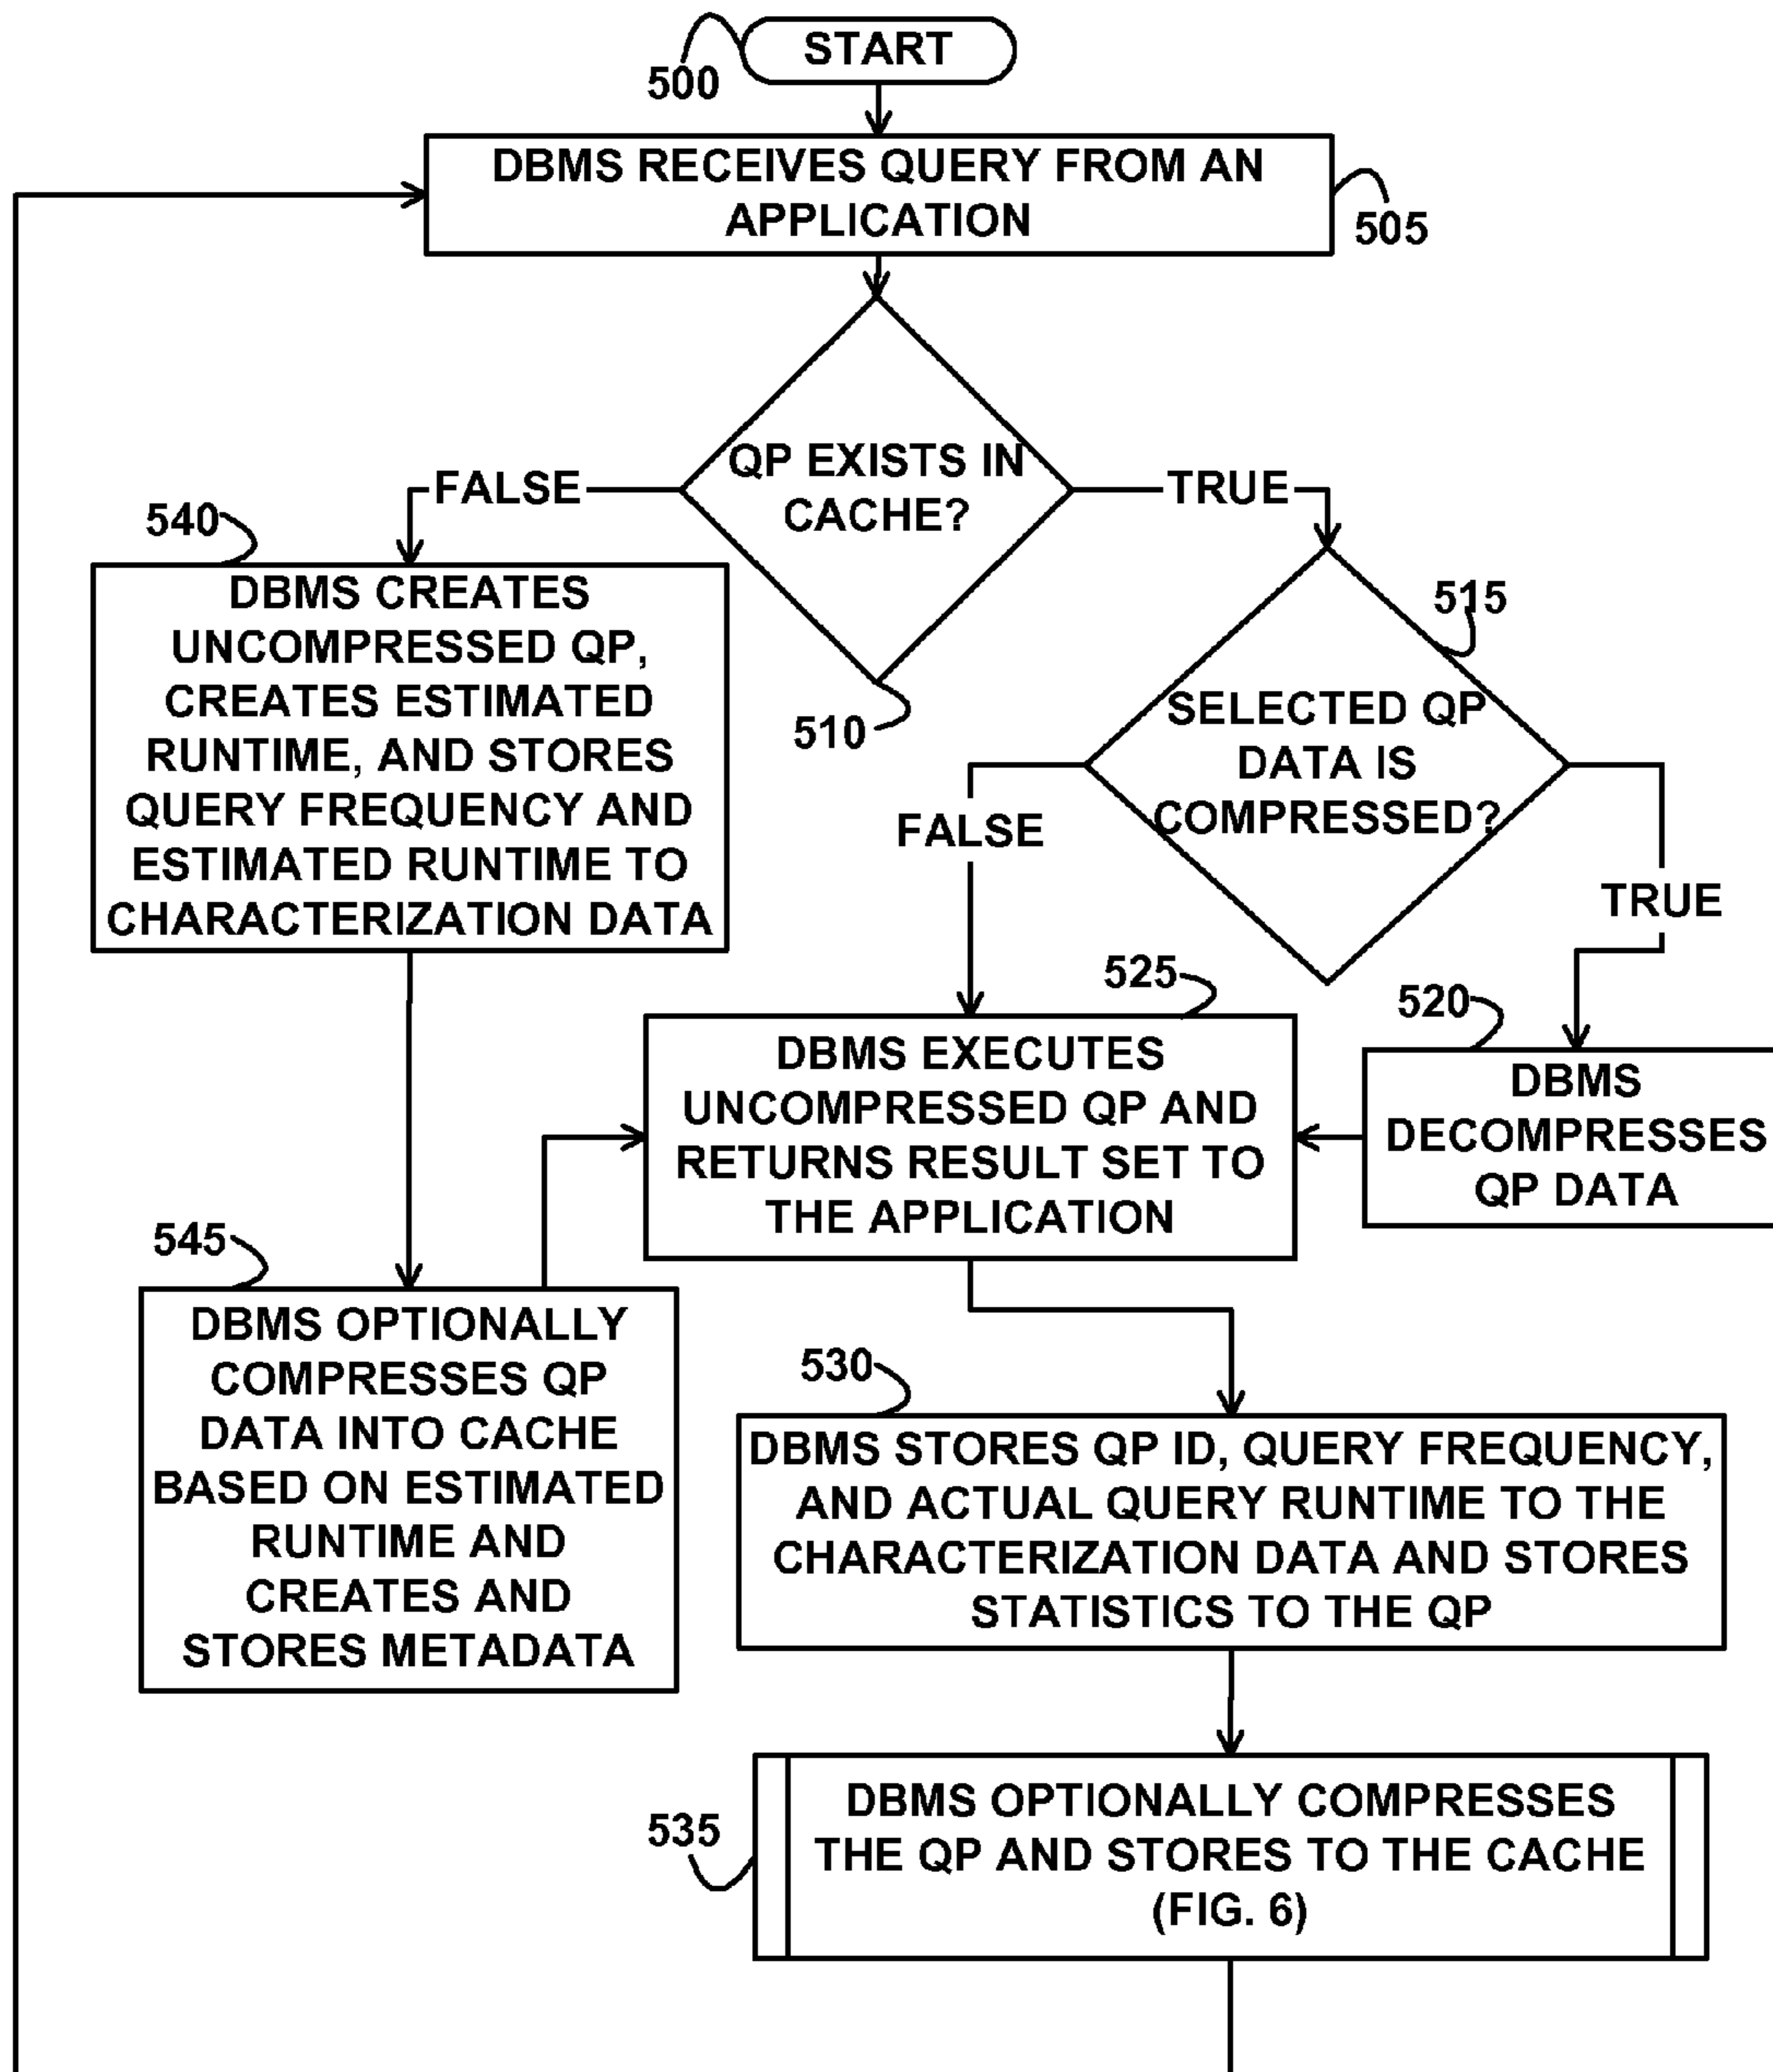 START
500
DBMS RECEIVES QUERY FROM AN
APPLICATION
505
QP EXISTS IN
CACHE?
510
FALSE
TRUE
540
DBMS CREATES
UNCOMPRESSED QP,
CREATES ESTIMATED
RUNTIME, AND STORES
QUERY FREQUENCY AND
ESTIMATED RUNTIME TO
CHARACTERIZATION DATA
515
SELECTED QP
DATA IS
COMPRESSED?
FALSE
TRUE
525
DBMS EXECUTES
UNCOMPRESSED QP AND
RETURNS RESULT SET TO
THE APPLICATION
520
DBMS
DECOMPRESSES
QP DATA
545
DBMS OPTIONALLY
COMPRESSES QP
DATA INTO CACHE
BASED ON ESTIMATED
RUNTIME AND
CREATES AND
STORES METADATA
530
DBMS STORES QP ID, QUERY FREQUENCY,
AND ACTUAL QUERY RUNTIME TO THE
CHARACTERIZATION DATA AND STORES
STATISTICS TO THE QP
535
DBMS OPTIONALLY COMPRESSES
THE QP AND STORES TO THE CACHE
(FIG. 6)